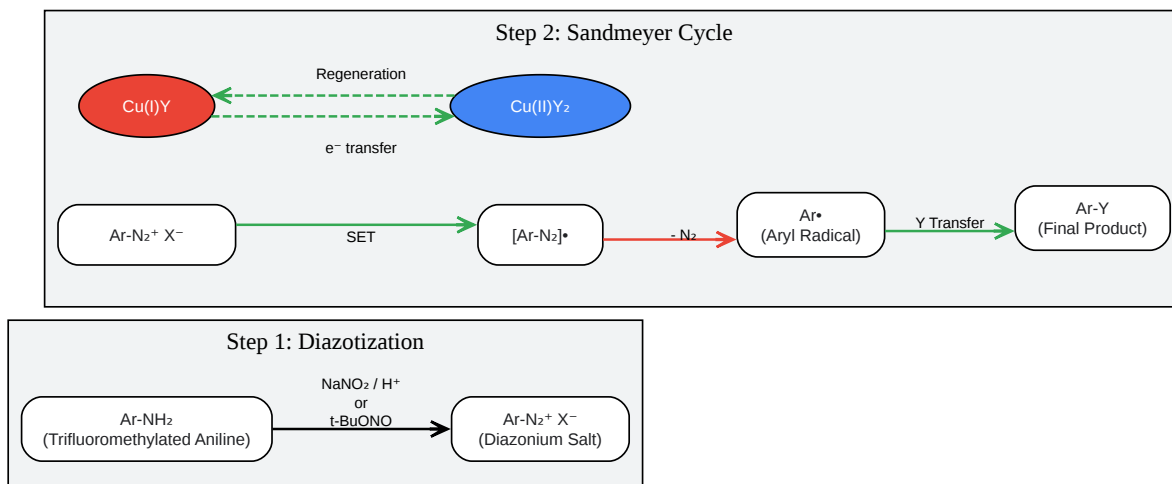 Step 2: Sandmeyer Cycle
Regeneration
Cu(I)Y
Cu(II)Y₂
e⁻ transfer
Ar-N₂⁺ X⁻
SET
[Ar-N₂]•
- N₂
Ar•
(Aryl Radical)
Y Transfer
Ar-Y
(Final Product)
Step 1: Diazotization
Ar-NH₂
(Trifluoromethylated Aniline)
NaNO₂ / H⁺
or
t-BuONO
Ar-N₂⁺ X⁻
(Diazonium Salt)